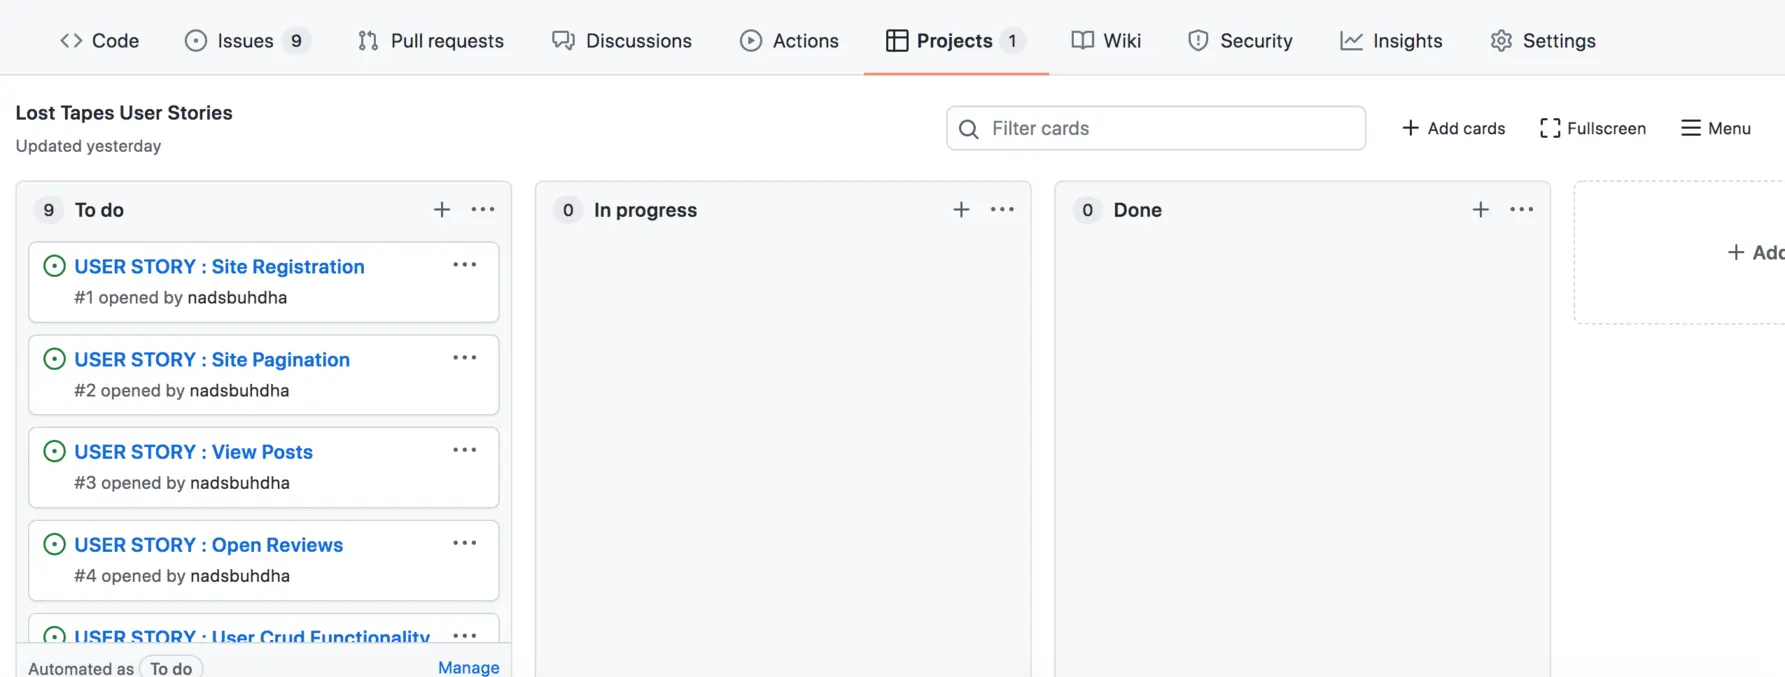 Code Issues 9 Pull requests Discussions Actions Projects 1 Wiki Security Insights Settings
Lost Tapes User Stories
Updated yesterday
Filter cards
Add cards Fullscreen Menu
9 To do
USER STORY : Site Registration
#1 opened by nadsbuhdha
USER STORY : Site Pagination
#2 opened by nadsbuhdha
USER STORY : View Posts
#3 opened by nadsbuhdha
USER STORY : Open Reviews
#4 opened by nadsbuhdha
USER STORY : User Crud Functionality
Automated as To do Manage
0 In progress
0 Done
+ Add